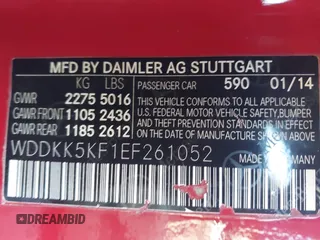 MFD BY DAIMLER AG STUTTGART
KG LBS PASSENGER CAR 590 01/14
GVWR 2275 5016
GAWR FRONT 1105 2436
GAWR REAR 1185 2612
THIS VEHICLE CONFORMS TO ALL APPLICABLE
U.S. FEDERAL MOTOR VEHICLE SAFETY, BUMPER,
AND THEFT PREVENTION STANDARDS IN EFFECT
ON THE DATE OF MANUFACTURE SHOWN ABOVE.
WDDKK5KF1EF261052
MADE IN GERMANY
DREAMBID